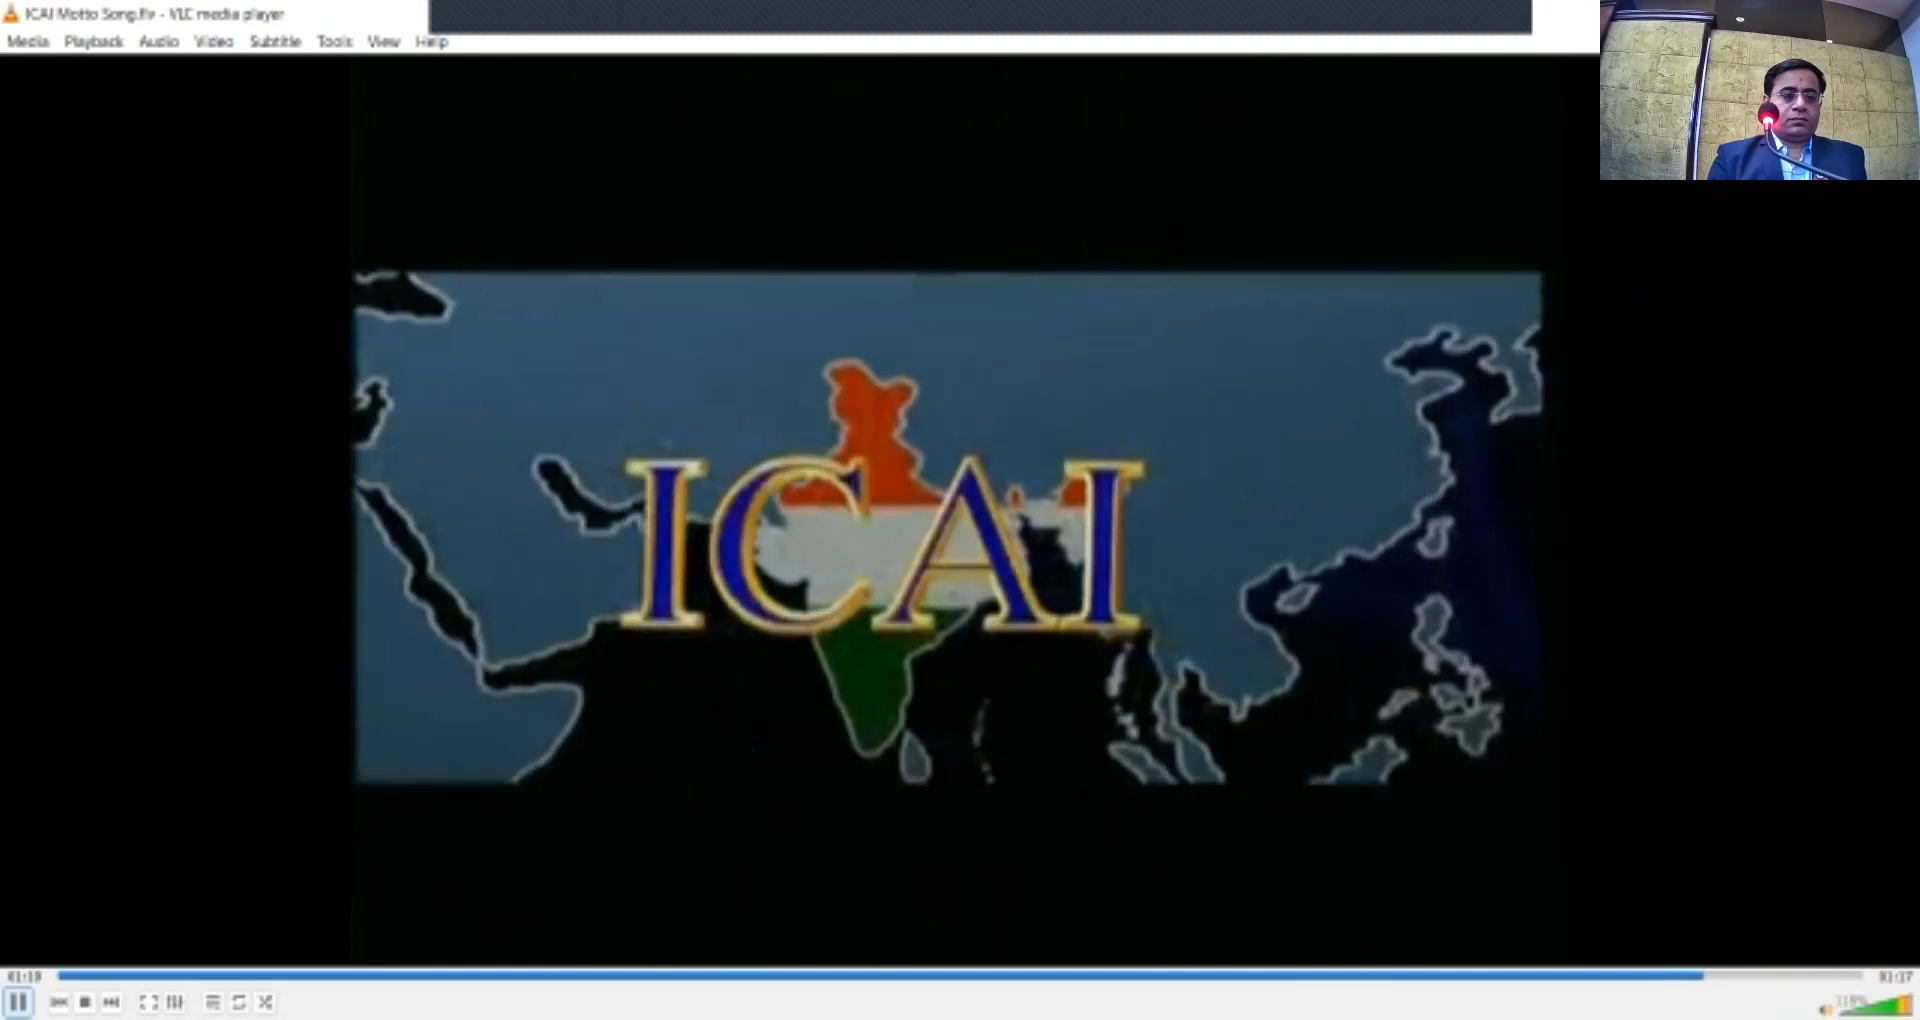 ICAI Motto Song.flv - VLC media player
Media Playback Audio Video Subtitle Tools View Help
ICAI